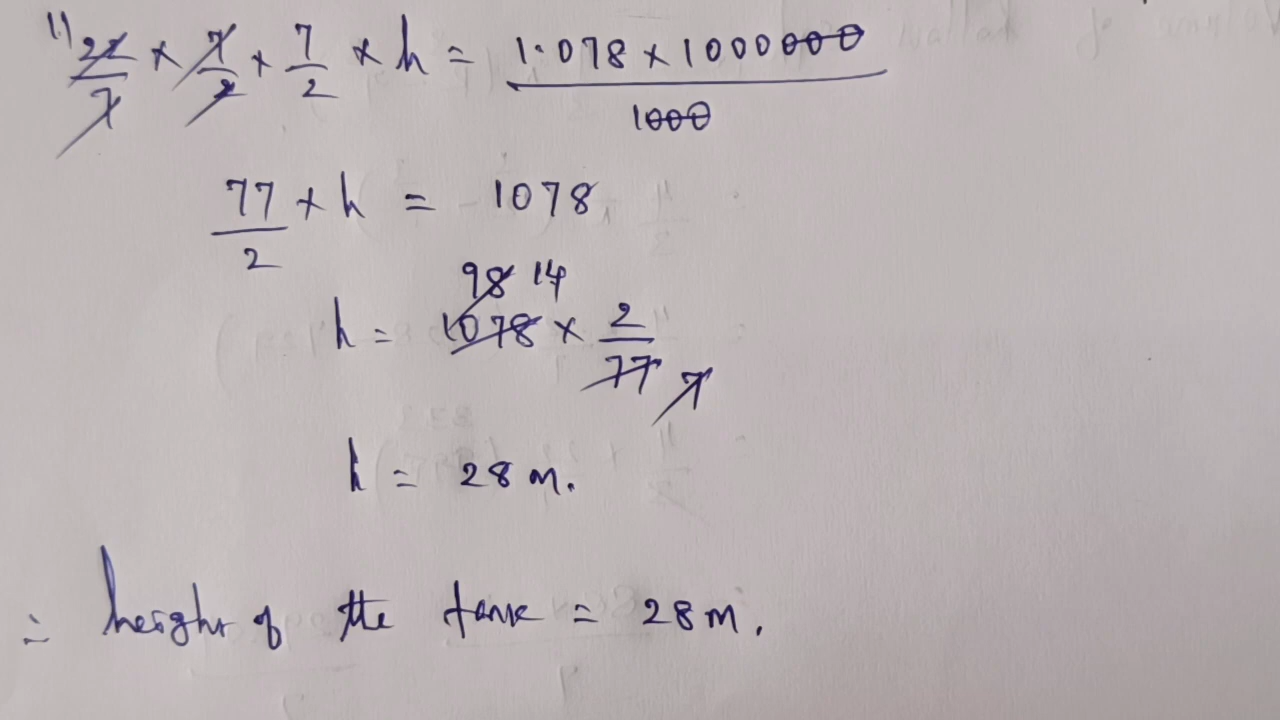 11
22/7 × 7/2 × 7/2 × h = 1.078 × 1000000/1000
77/2 × h = 1078
98 14
h = 1078 × 2/77 7
h = 28 m.
∴ height of the tank = 28 m.